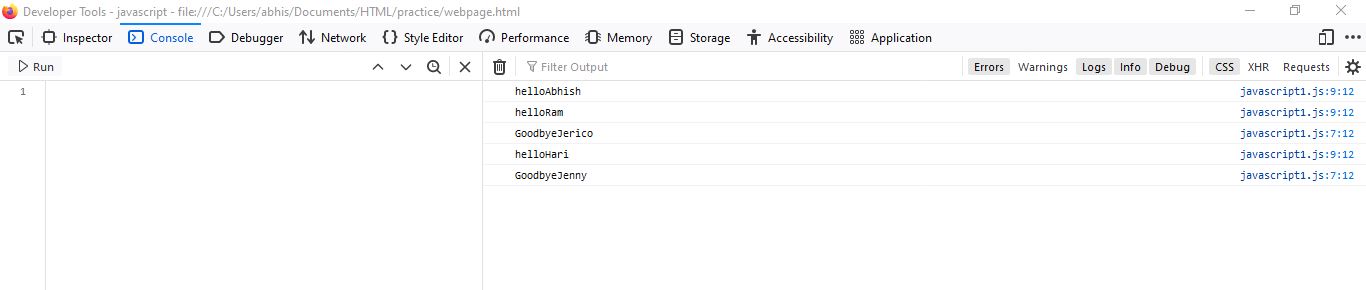 Developer Tools - javascript - file:///C:/Users/abhis/Documents/HTML/practice/webpage.html
Inspector Console Debugger Network Style Editor Performance Memory Storage Accessibility Application
Run Filter Output Errors Warnings Logs Info Debug CSS XHR Requests
1 helloAbhish javascript1.js:9:12
helloRam javascript1.js:9:12
GoodbyeJerico javascript1.js:7:12
helloHari javascript1.js:9:12
GoodbyeJenny javascript1.js:7:12